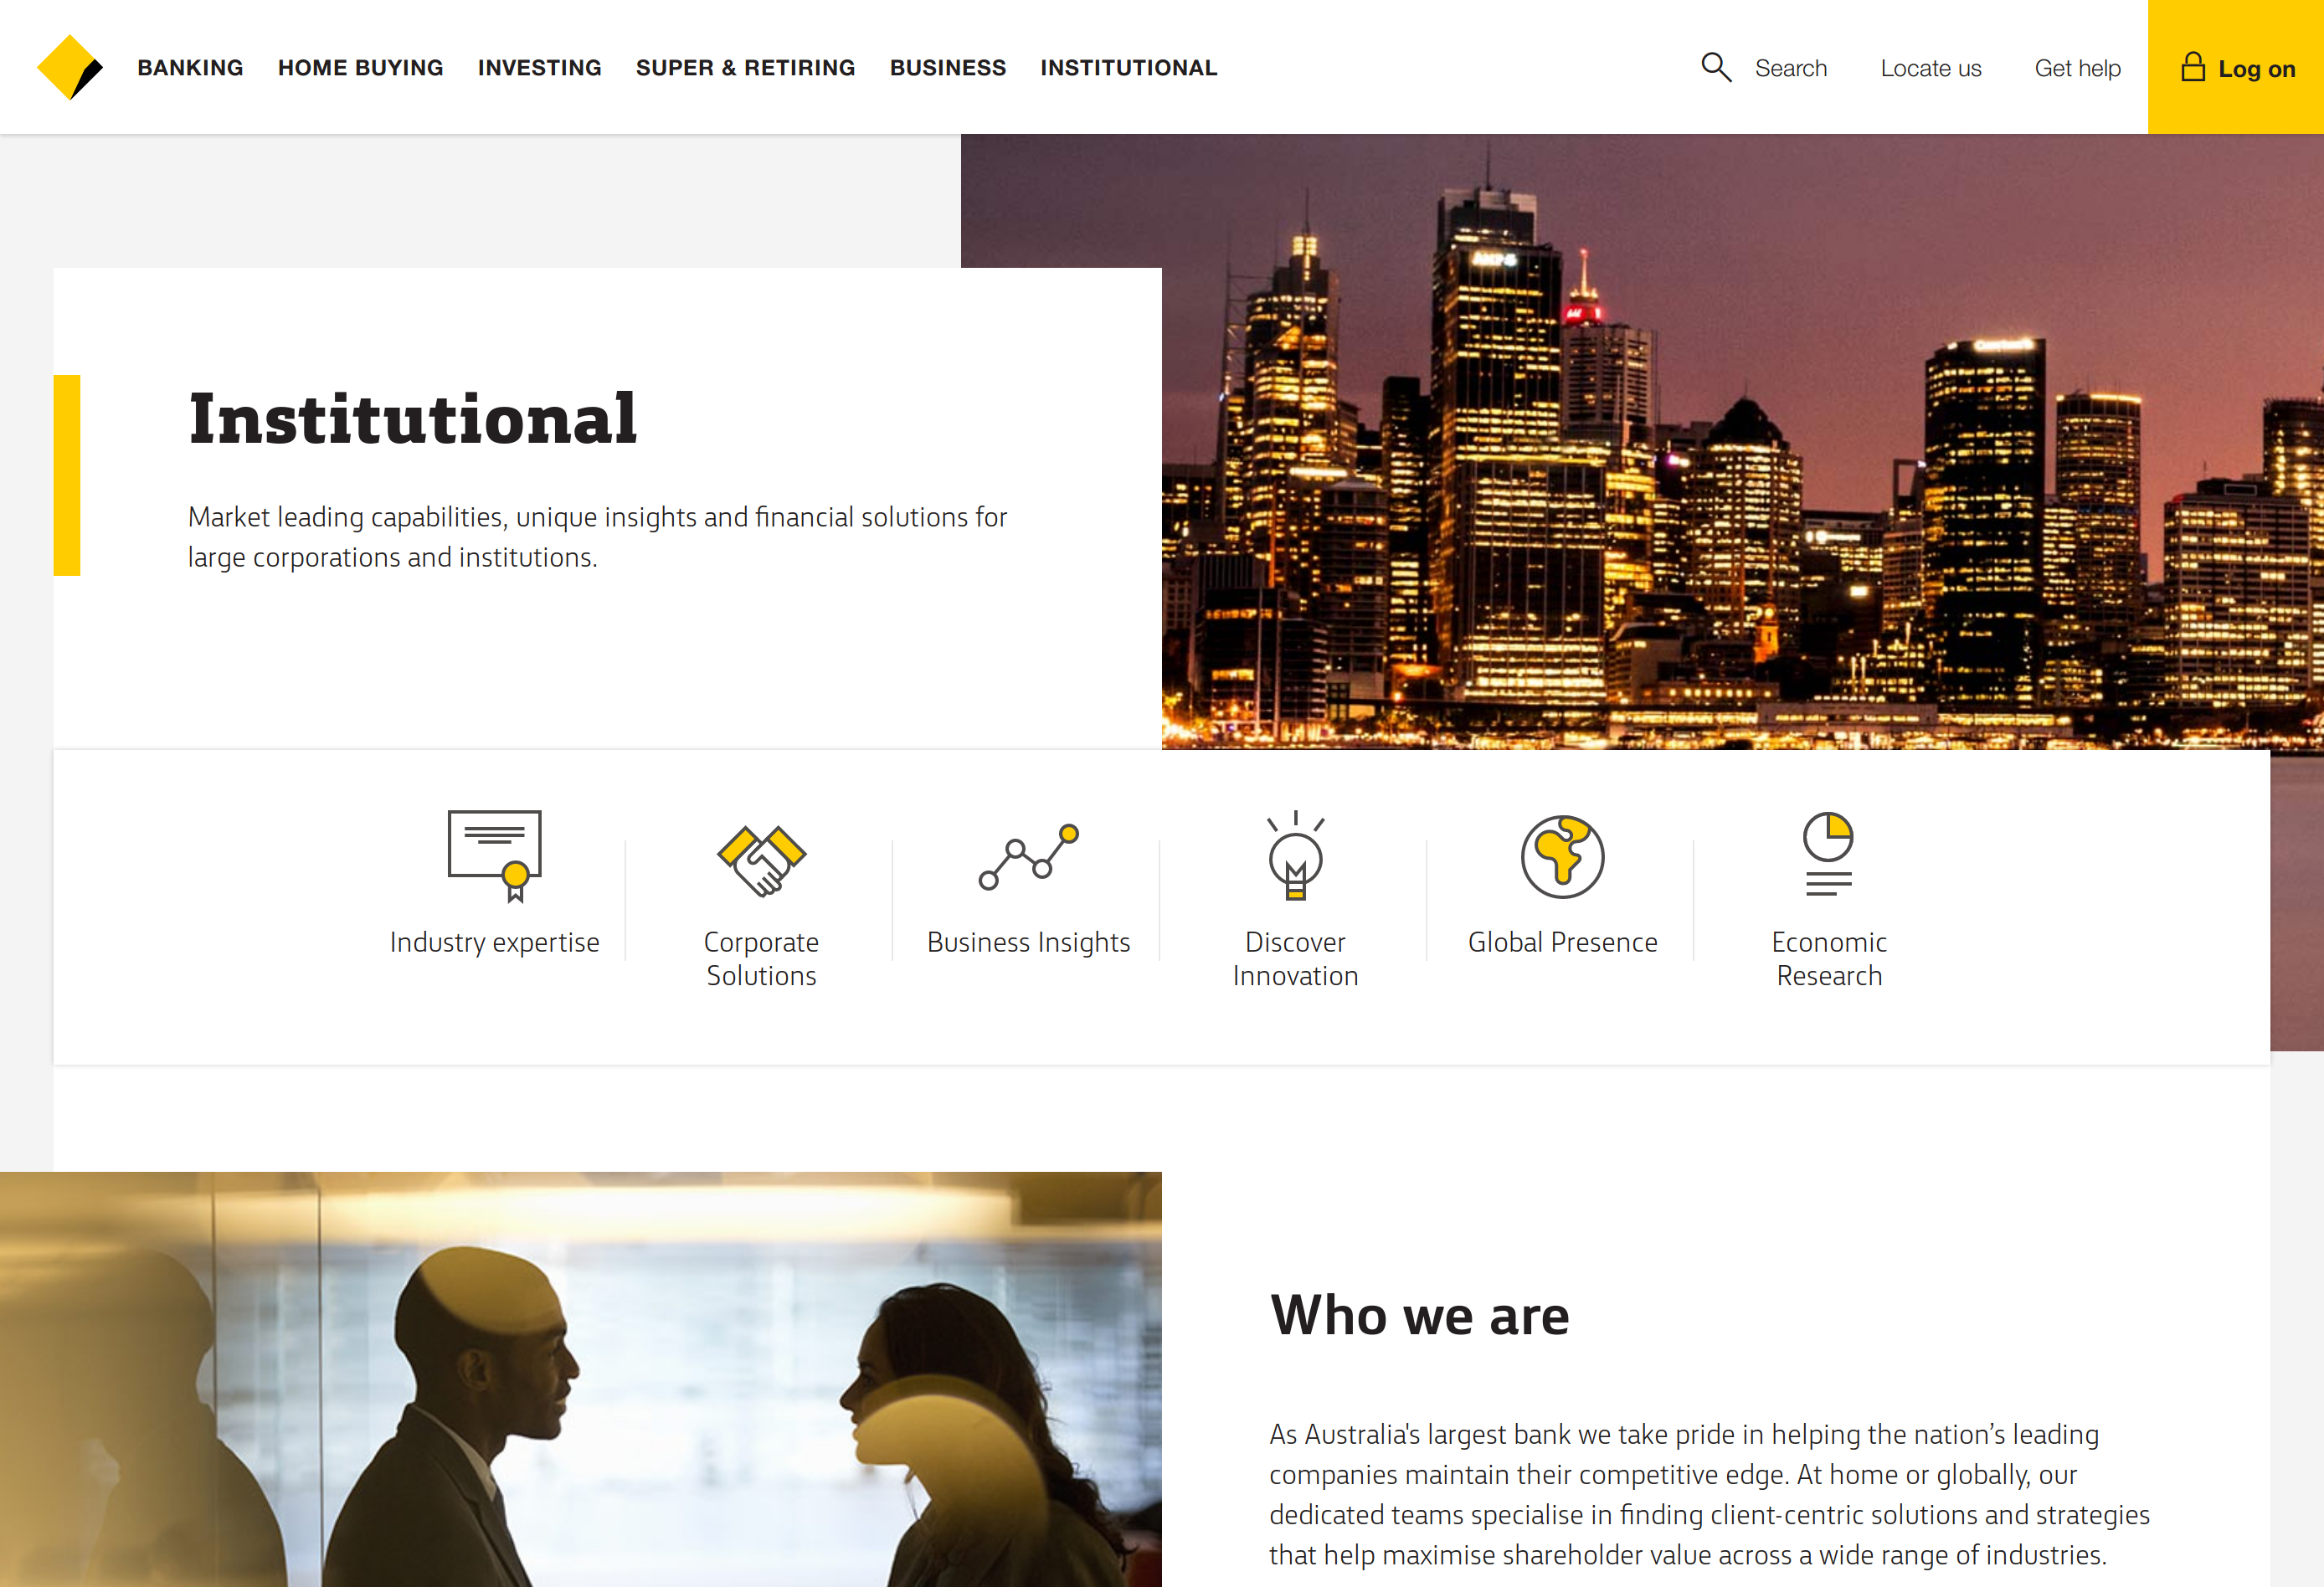 BANKING HOME BUYING INVESTING SUPER & RETIRING BUSINESS INSTITUTIONAL Search Locate us Get help Log on
AMP
Institutional
Market leading capabilities, unique insights and financial solutions for
large corporations and institutions.
Industry expertise
Corporate
Solutions
Business Insights
Discover
Innovation
Global Presence
Economic
Research
Who we are
As Australia's largest bank we take pride in helping the nation’s leading
companies maintain their competitive edge. At home or globally, our
dedicated teams specialise in finding client-centric solutions and strategies
that help maximise shareholder value across a wide range of industries.